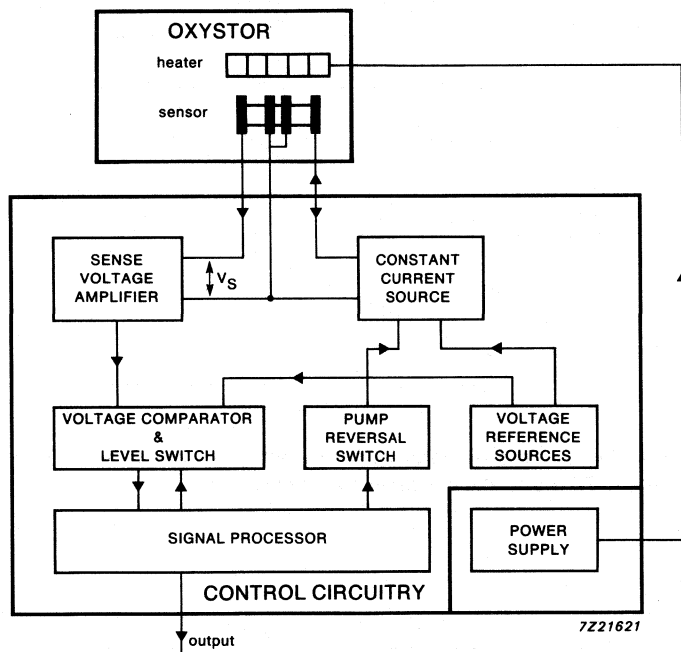 OXYSTOR
heater
sensor
SENSE
VOLTAGE
AMPLIFIER
VS
CONSTANT
CURRENT
SOURCE
VOLTAGE COMPARATOR
&
LEVEL SWITCH
PUMP
REVERSAL
SWITCH
VOLTAGE
REFERENCE
SOURCES
SIGNAL PROCESSOR
POWER
SUPPLY
CONTROL CIRCUITRY
7Z21621
output